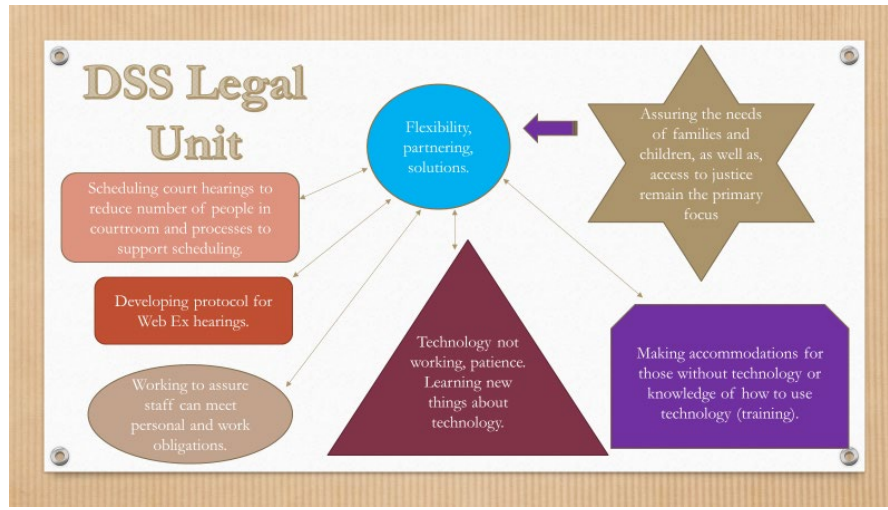 DSS Legal
Unit
Flexibility,
partnering,
solutions.
Assuring the needs
of families and
children, as well as,
access to justice
remain the primary
focus
Scheduling court hearings to
reduce number of people in
courtroom and processes to
support scheduling.
Developing protocol for
Web Ex hearings.
Working to assure
staff can meet
personal and work
obligations.
Technology not
working, patience.
Learning new
things about
technology.
Making accommodations for
those without technology or
knowledge of how to use
technology (training).